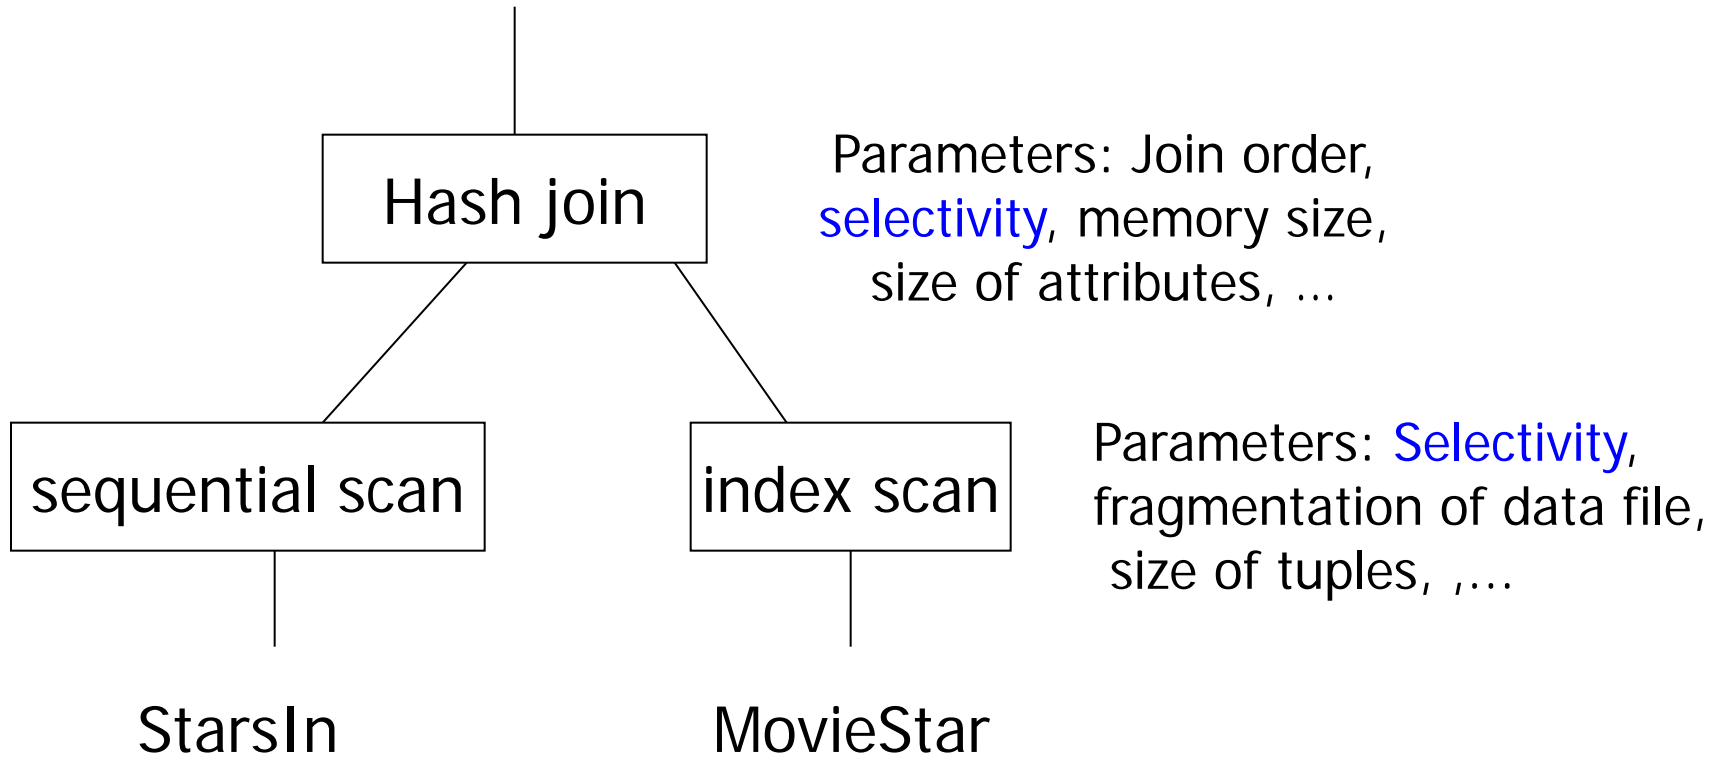 Hash join
Parameters: Join order,
selectivity, memory size,
size of attributes, ...
sequential scan
index scan
Parameters: Selectivity,
fragmentation of data file,
size of tuples, ,...
StarsIn
MovieStar